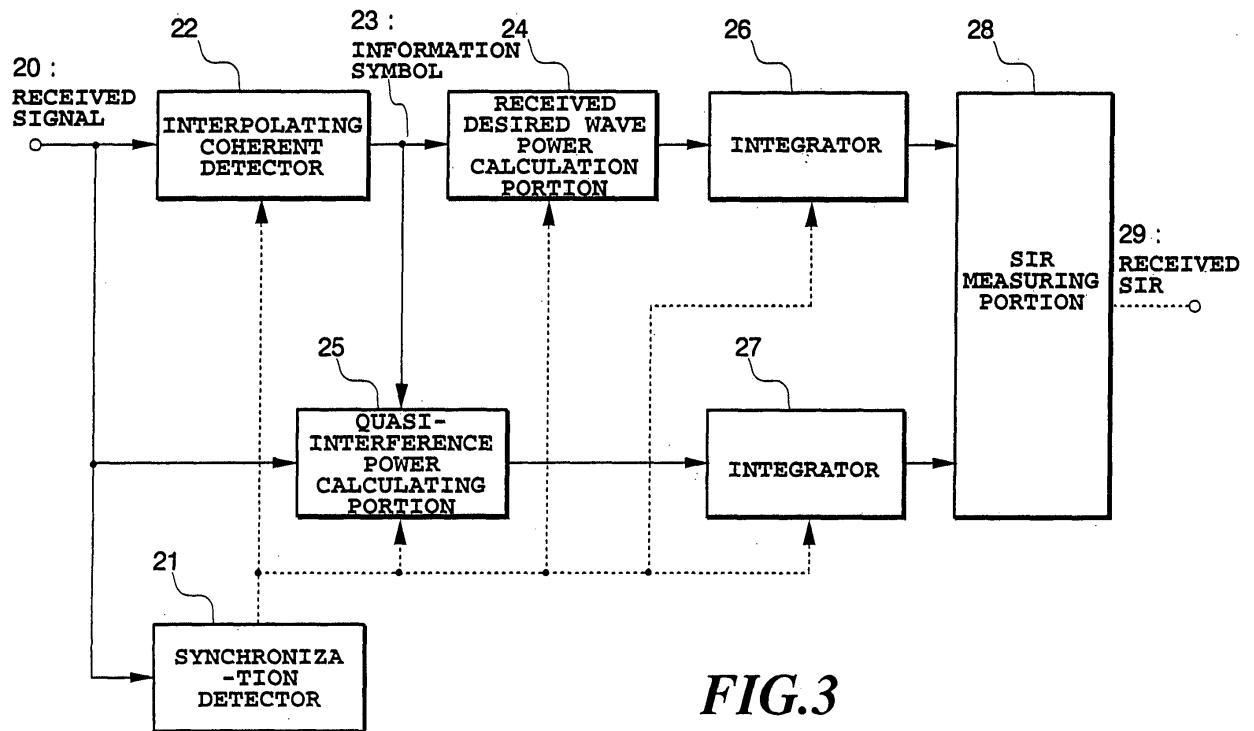 20 :
RECEIVED
SIGNAL
22
INTERPOLATING
COHERENT
DETECTOR
23 :
INFORMATION
SYMBOL
24
RECEIVED
DESIRED WAVE
POWER
CALCULATION
PORTION
26
INTEGRATOR
28
SIR
MEASURING
PORTION
29 :
RECEIVED
SIR
25
QUASI-
INTERFERENCE
POWER
CALCULATING
PORTION
27
INTEGRATOR
21
SYNCHRONIZA
-TION
DETECTOR
FIG.3